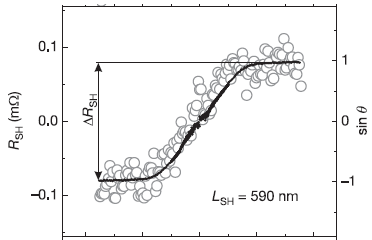 0.1
0.0
−0.1
R_SH (mΩ)
ΔR_SH
L_SH = 590 nm
1
0
−1
sin θ